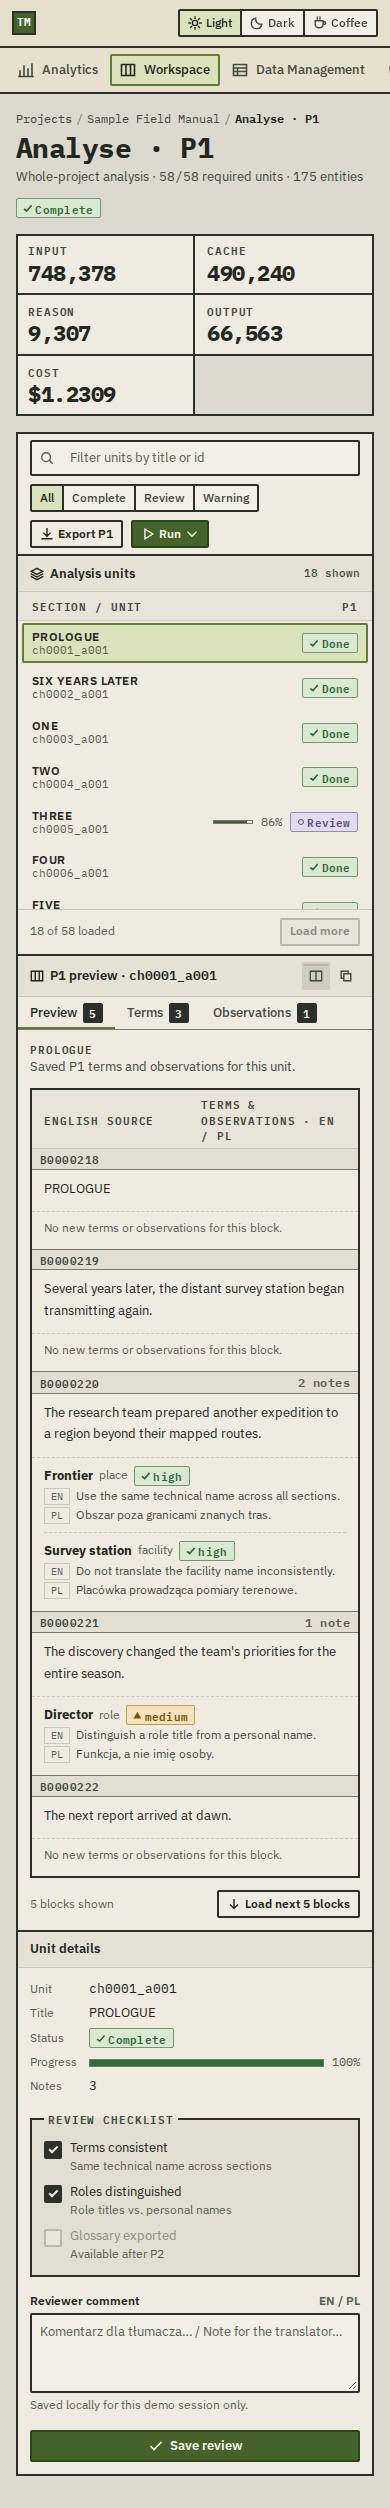 TM
Light Dark Coffee
Analytics Workspace Data Management
Projects / Sample Field Manual / Analyse · P1
Analyse · P1
Whole-project analysis · 58/58 required units · 175 entities
Complete
INPUT
748,378
CACHE
490,240
REASON
9,307
OUTPUT
66,563
COST
$1.2309
Filter units by title or id
All Complete Review Warning
Export P1 Run
Analysis units 18 shown
SECTION / UNIT P1
PROLOGUE
ch0001_a001 Done
SIX YEARS LATER
ch0002_a001 Done
ONE
ch0003_a001 Done
TWO
ch0004_a001 Done
THREE
ch0005_a001 86% Review
FOUR
ch0006_a001 Done
FIVE
18 of 58 loaded Load more
P1 preview · ch0001_a001
Preview 5 Terms 3 Observations 1
PROLOGUE
Saved P1 terms and observations for this unit.
ENGLISH SOURCE
TERMS &
OBSERVATIONS · EN
/ PL
B0000218
PROLOGUE
No new terms or observations for this block.
B0000219
Several years later, the distant survey station began
transmitting again.
No new terms or observations for this block.
B0000220 2 notes
The research team prepared another expedition to
a region beyond their mapped routes.
Frontier place high
EN Use the same technical name across all sections.
PL Obszar poza granicami znanych tras.
Survey station facility high
EN Do not translate the facility name inconsistently.
PL Placówka prowadząca pomiary terenowe.
B0000221 1 note
The discovery changed the team's priorities for the
entire season.
Director role medium
EN Distinguish a role title from a personal name.
PL Funkcja, a nie imię osoby.
B0000222
The next report arrived at dawn.
No new terms or observations for this block.
5 blocks shown Load next 5 blocks
Unit details
Unit ch0001_a001
Title PROLOGUE
Status Complete
Progress 100%
Notes 3
REVIEW CHECKLIST
Terms consistent
Same technical name across sections
Roles distinguished
Role titles vs. personal names
Glossary exported
Available after P2
Reviewer comment EN / PL
Komentarz dla tłumacza… / Note for the translator…
Saved locally for this demo session only.
Save review